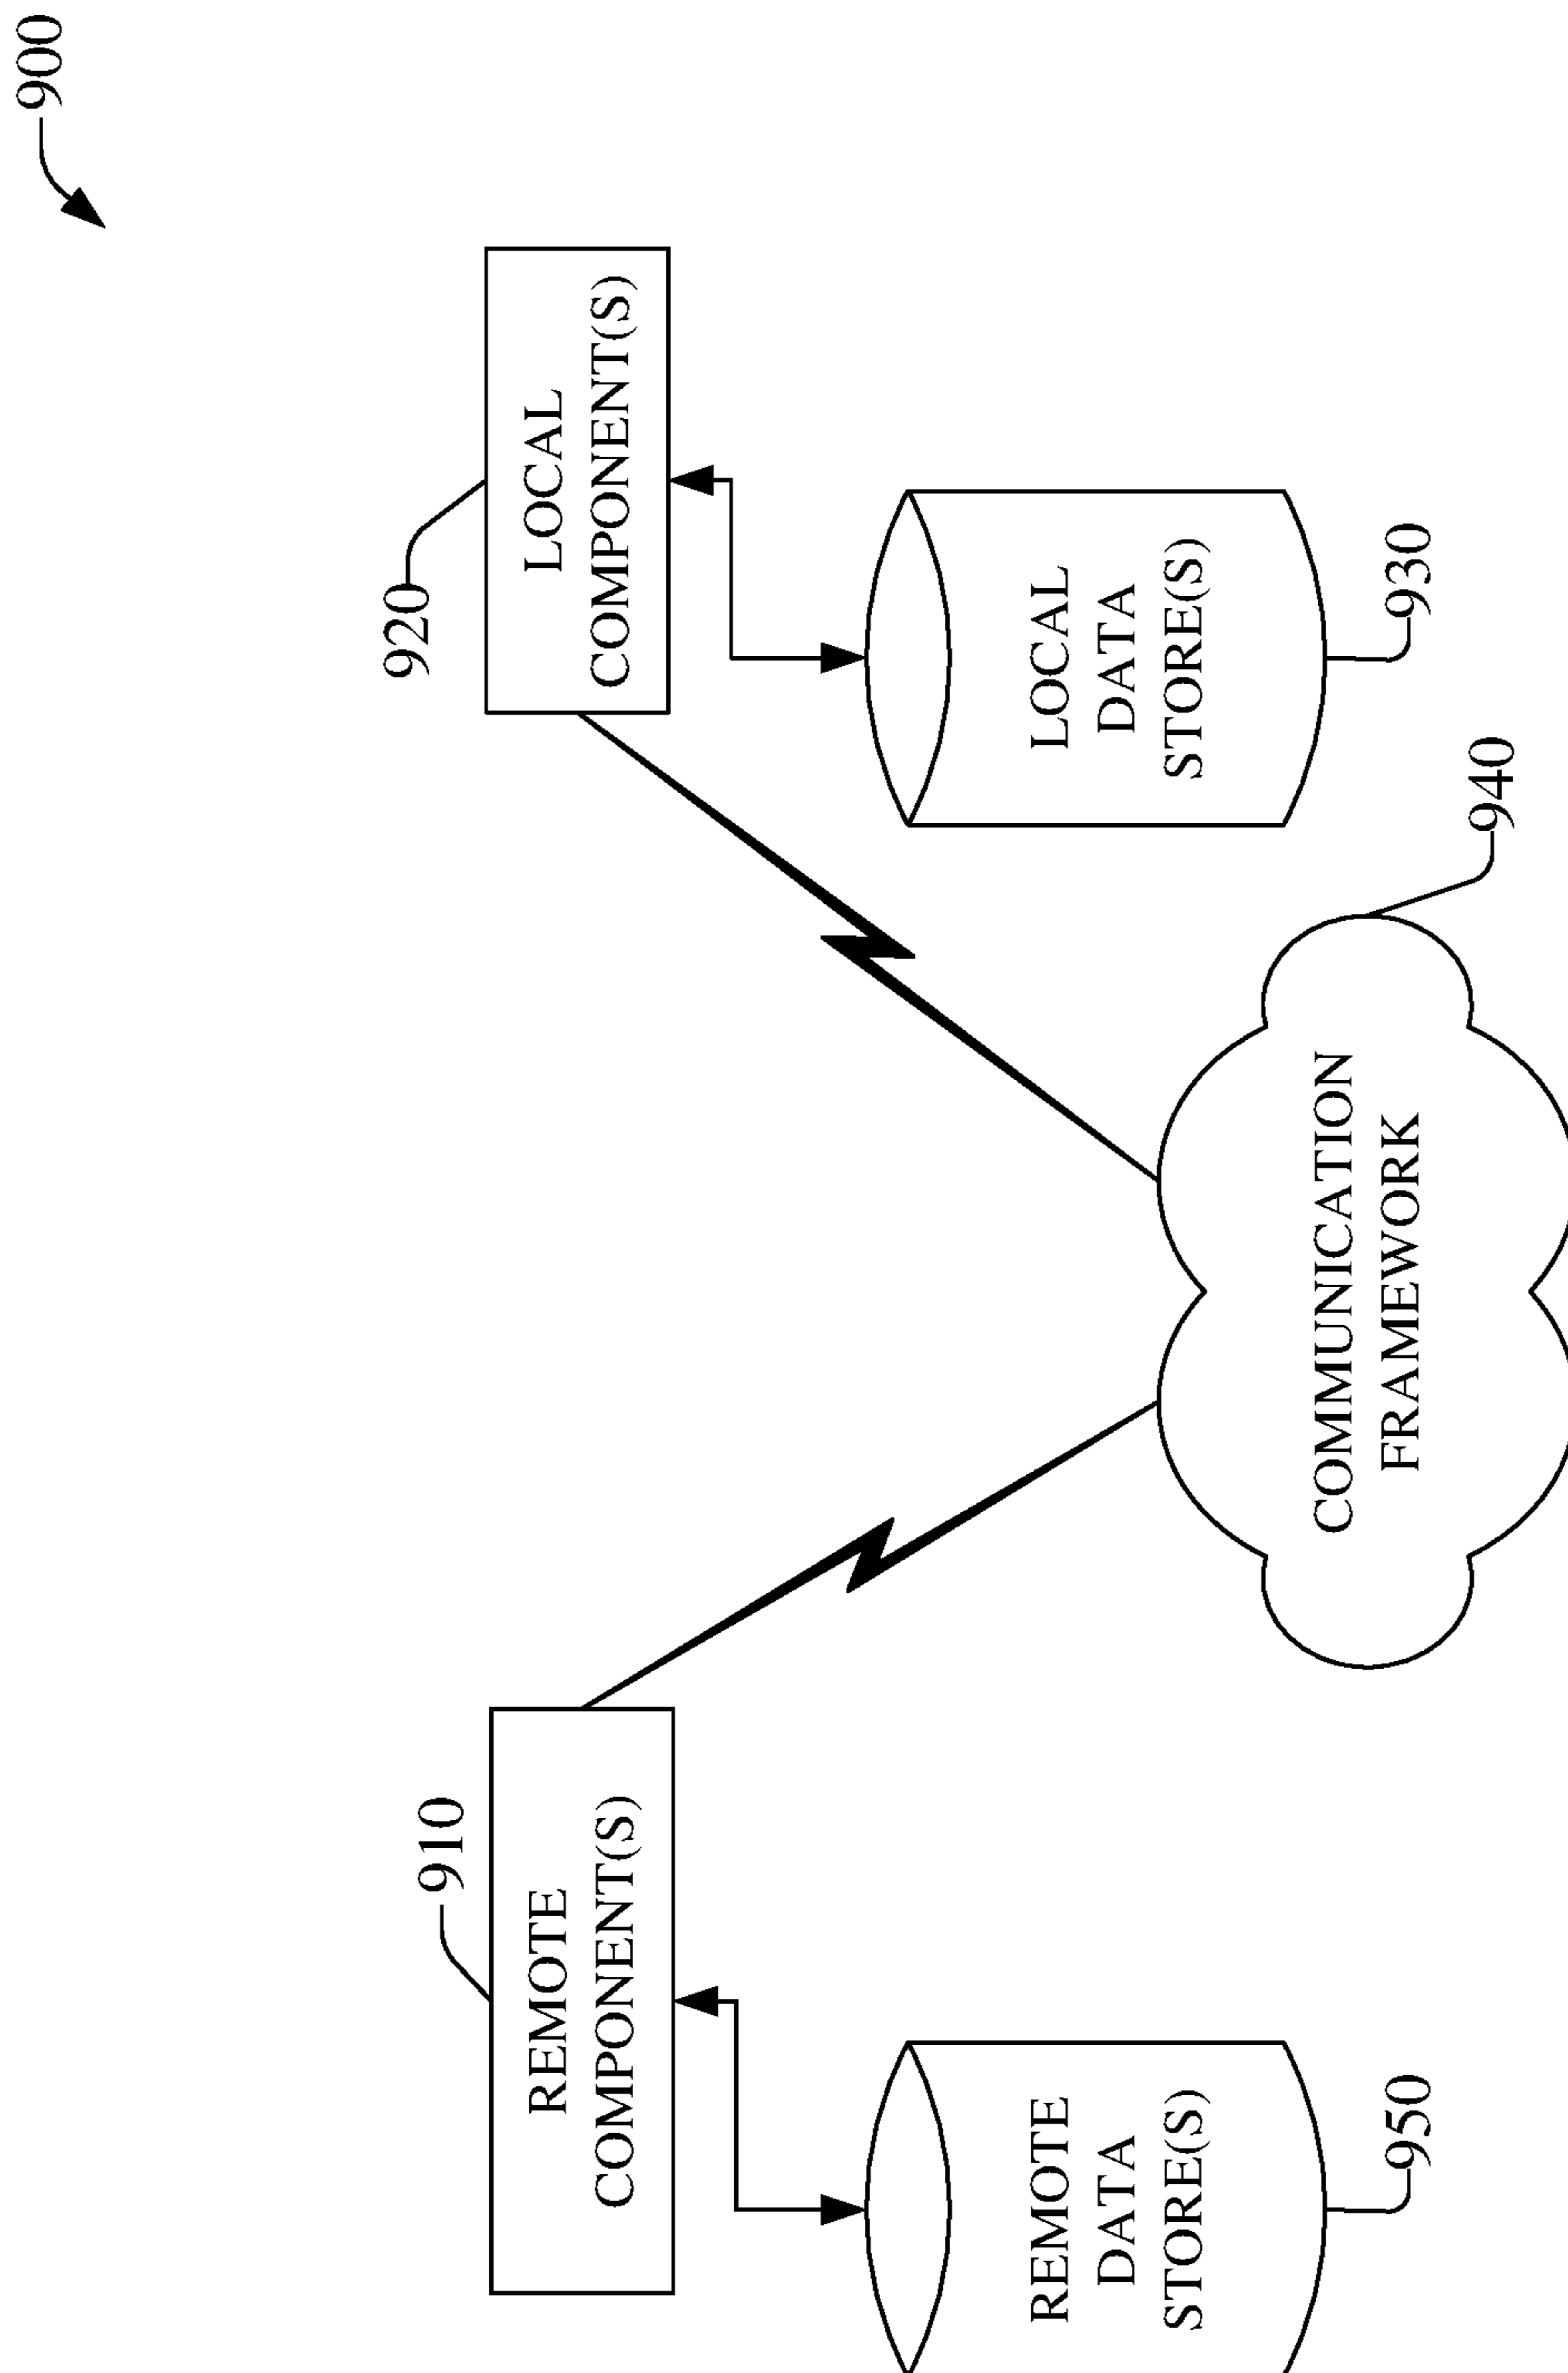 900
910
REMOTE
COMPONENT(S)
920
LOCAL
COMPONENT(S)
REMOTE
DATA
STORE(S)
950
LOCAL
DATA
STORE(S)
930
COMMUNICATION
FRAMEWORK
940